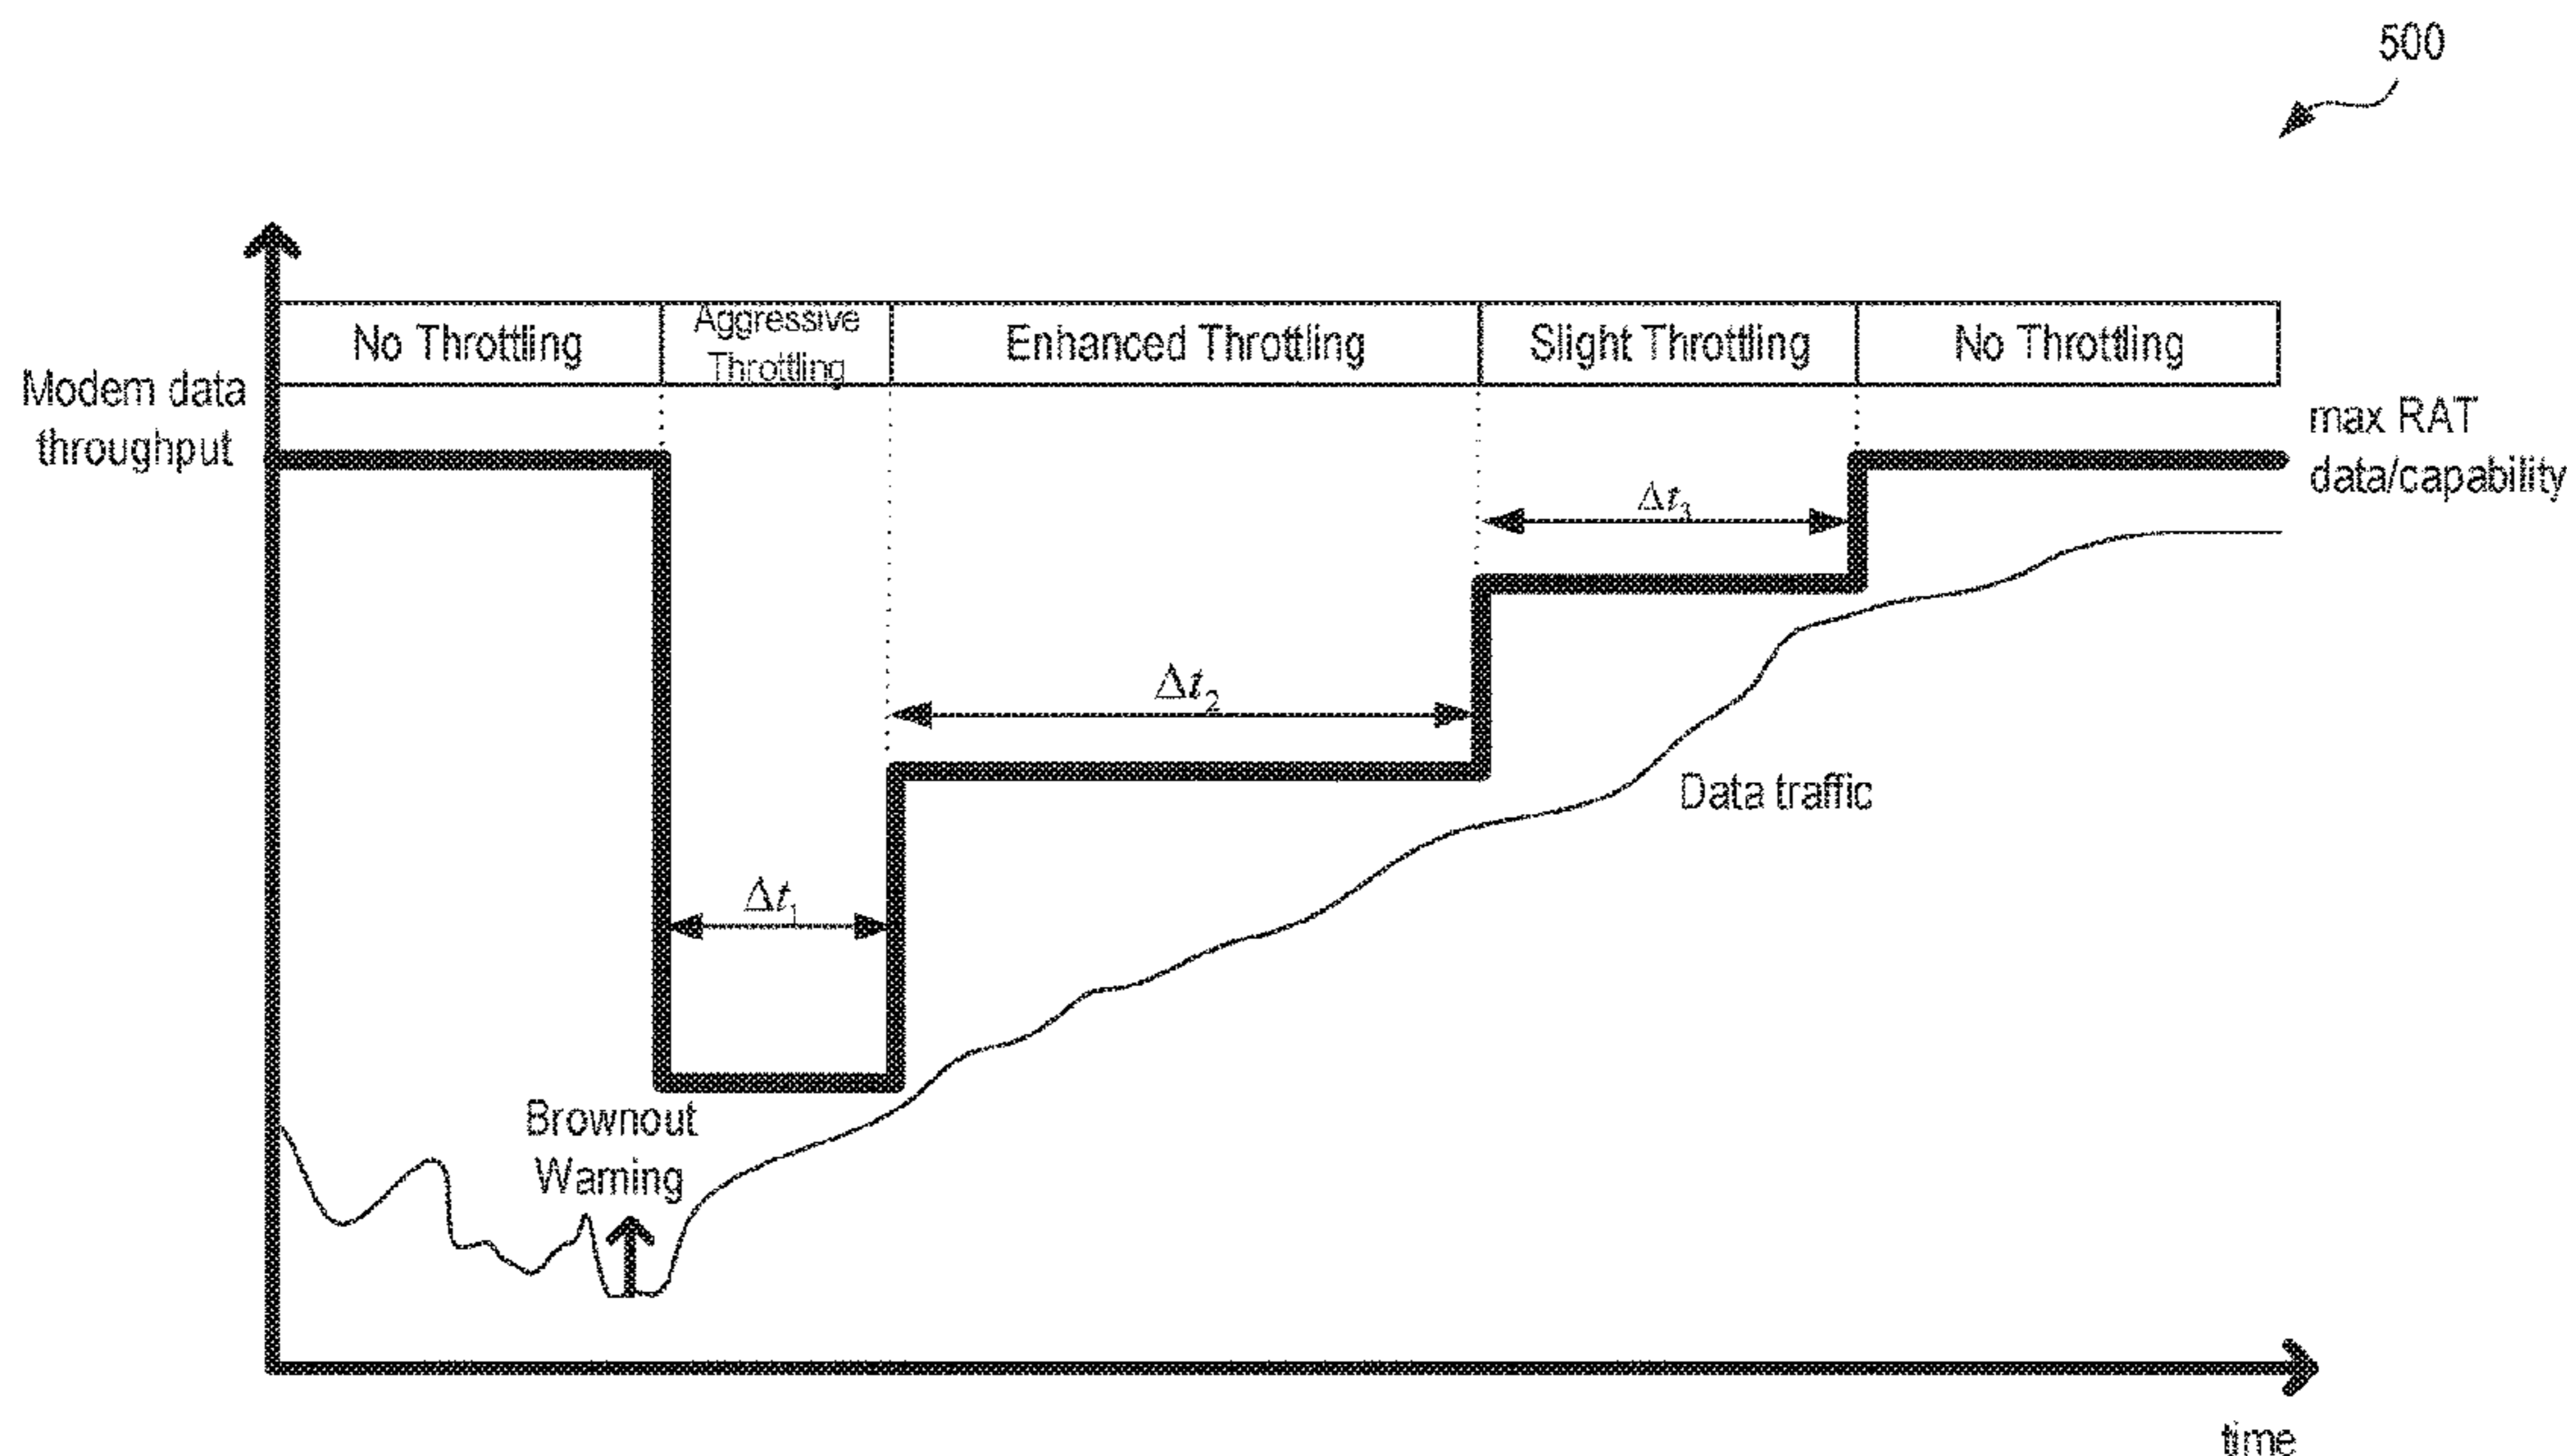 500
No Throttling
Aggressive
Throttling
Enhanced Throttling
Slight Throttling
No Throttling
Modem data
throughput
max RAT
data/capability
Δt₃
Δt₂
Data traffic
Δt₁
Brownout
Warning
time